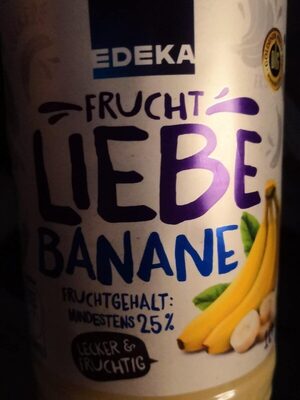 EDEKA
FRUCHT
LIEBE
BANANE
FRUCHTGEHALT:
MINDESTENS 25%
LECKER &
FRUCHTIG